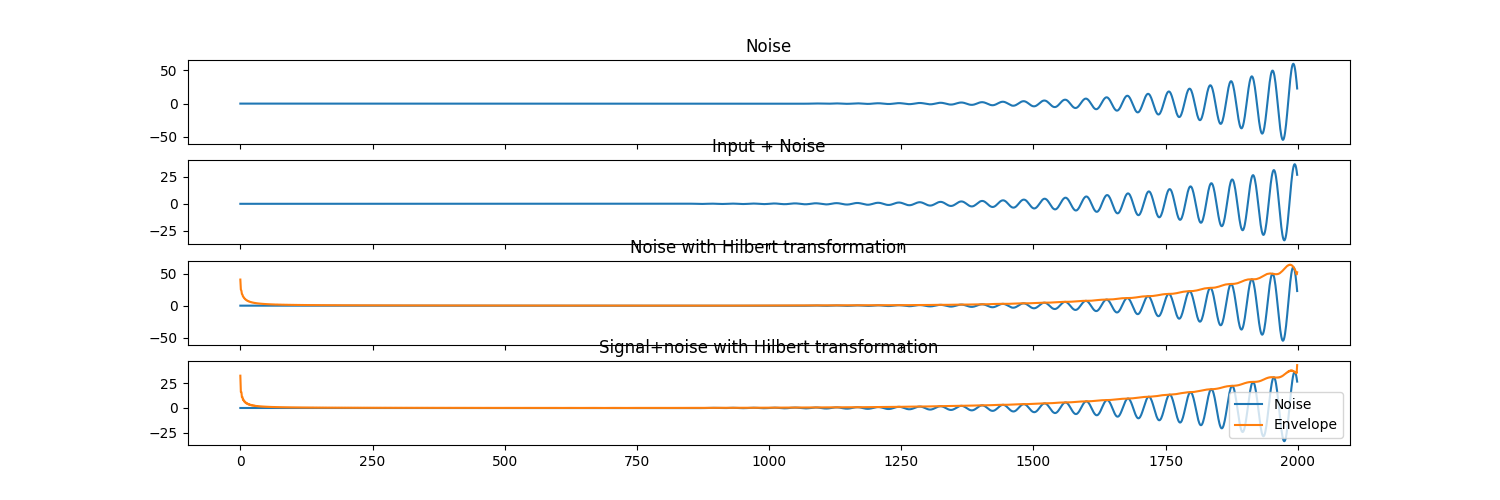 Noise
50
0
−50
Input + Noise
25
0
−25
Noise with Hilbert transformation
50
0
−50
Signal+noise with Hilbert transformation
25
0
−25
Noise
Envelope
0 250 500 750 1000 1250 1500 1750 2000